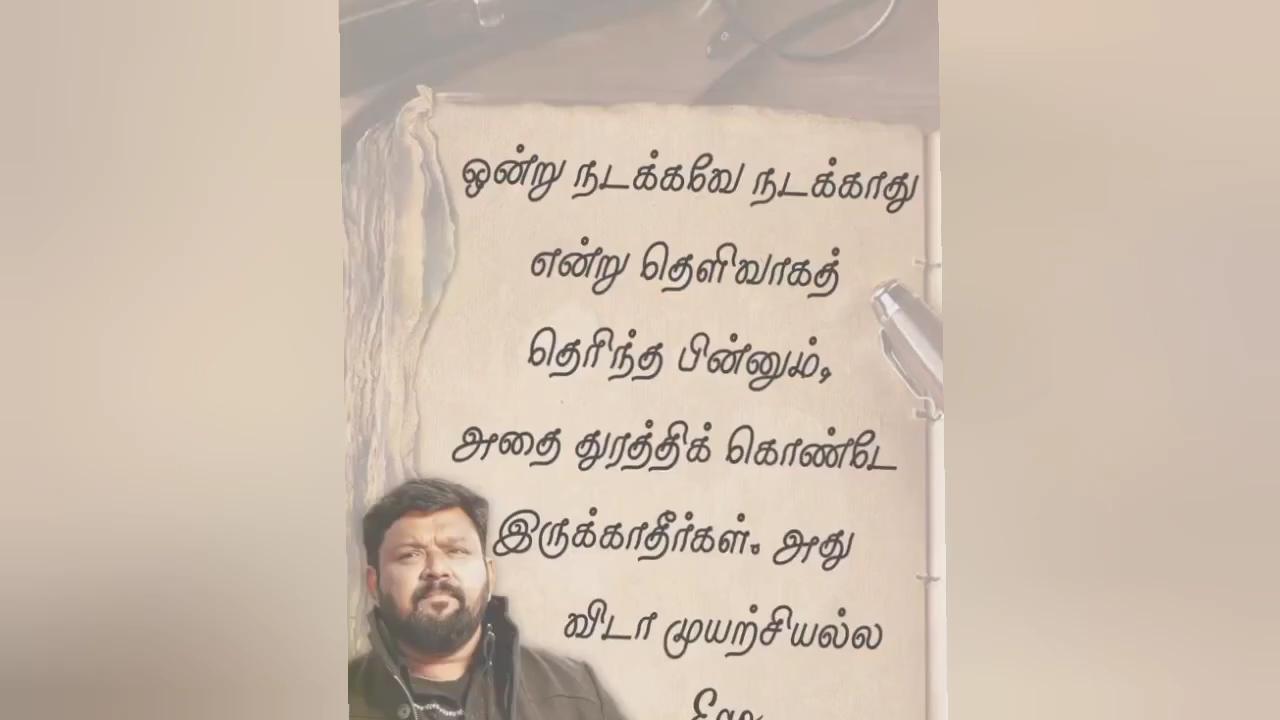 ஒன்று நடக்கவே நடக்காது
என்று தெளிவாகத்
தெரிந்த பின்னும்,
அதை துரத்திக் கொண்டே
இருக்காதீர்கள். அது
விடா முயற்சியல்ல